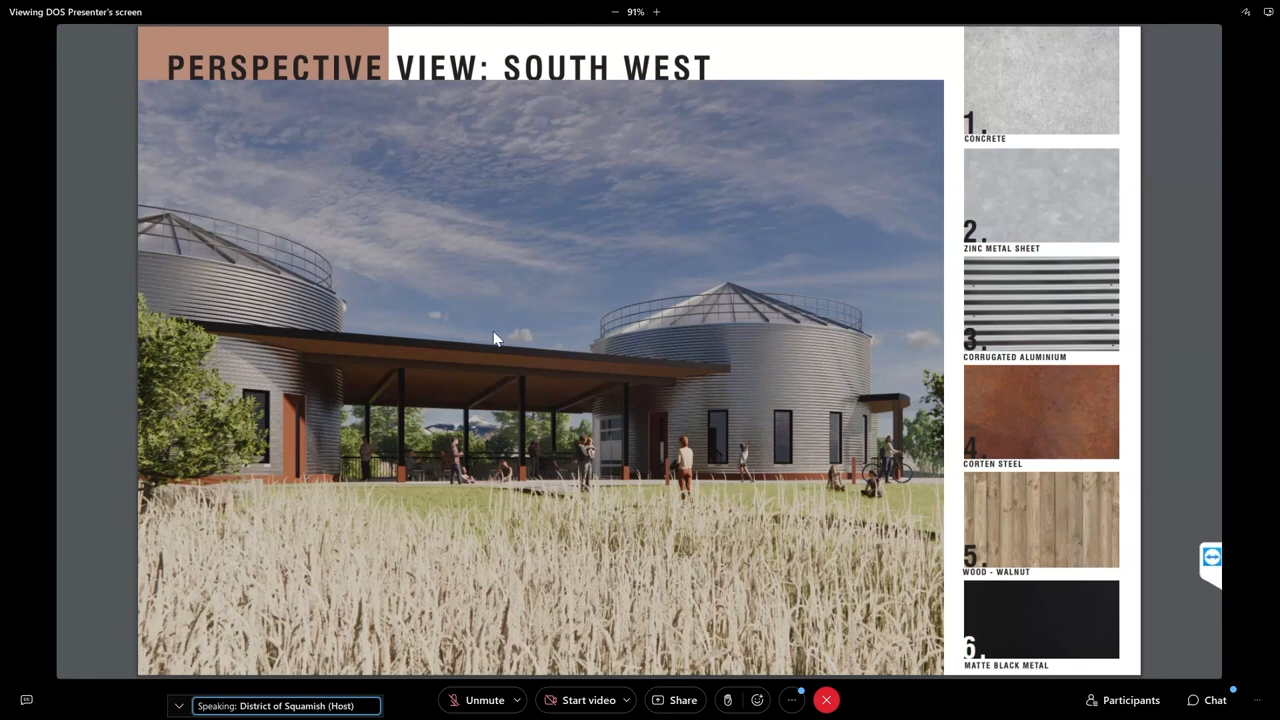 Viewing DOS Presenter's screen
91%
PERSPECTIVE VIEW: SOUTH WEST
1.
CONCRETE
2.
ZINC METAL SHEET
3.
CORRUGATED ALUMINIUM
4.
CORTEN STEEL
5.
WOOD - WALNUT
6.
MATTE BLACK METAL
Speaking: District of Squamish (Host)
Unmute
Start video
Share
Participants
Chat